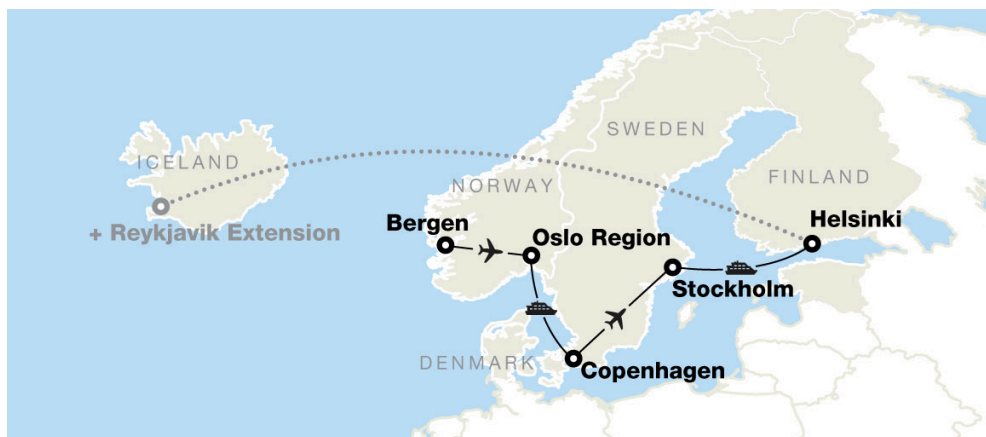 SWEDEN
ICELAND
NORWAY
FINLAND
Bergen
Helsinki
+ Reykjavik Extension
Oslo Region
Stockholm
DENMARK
Copenhagen